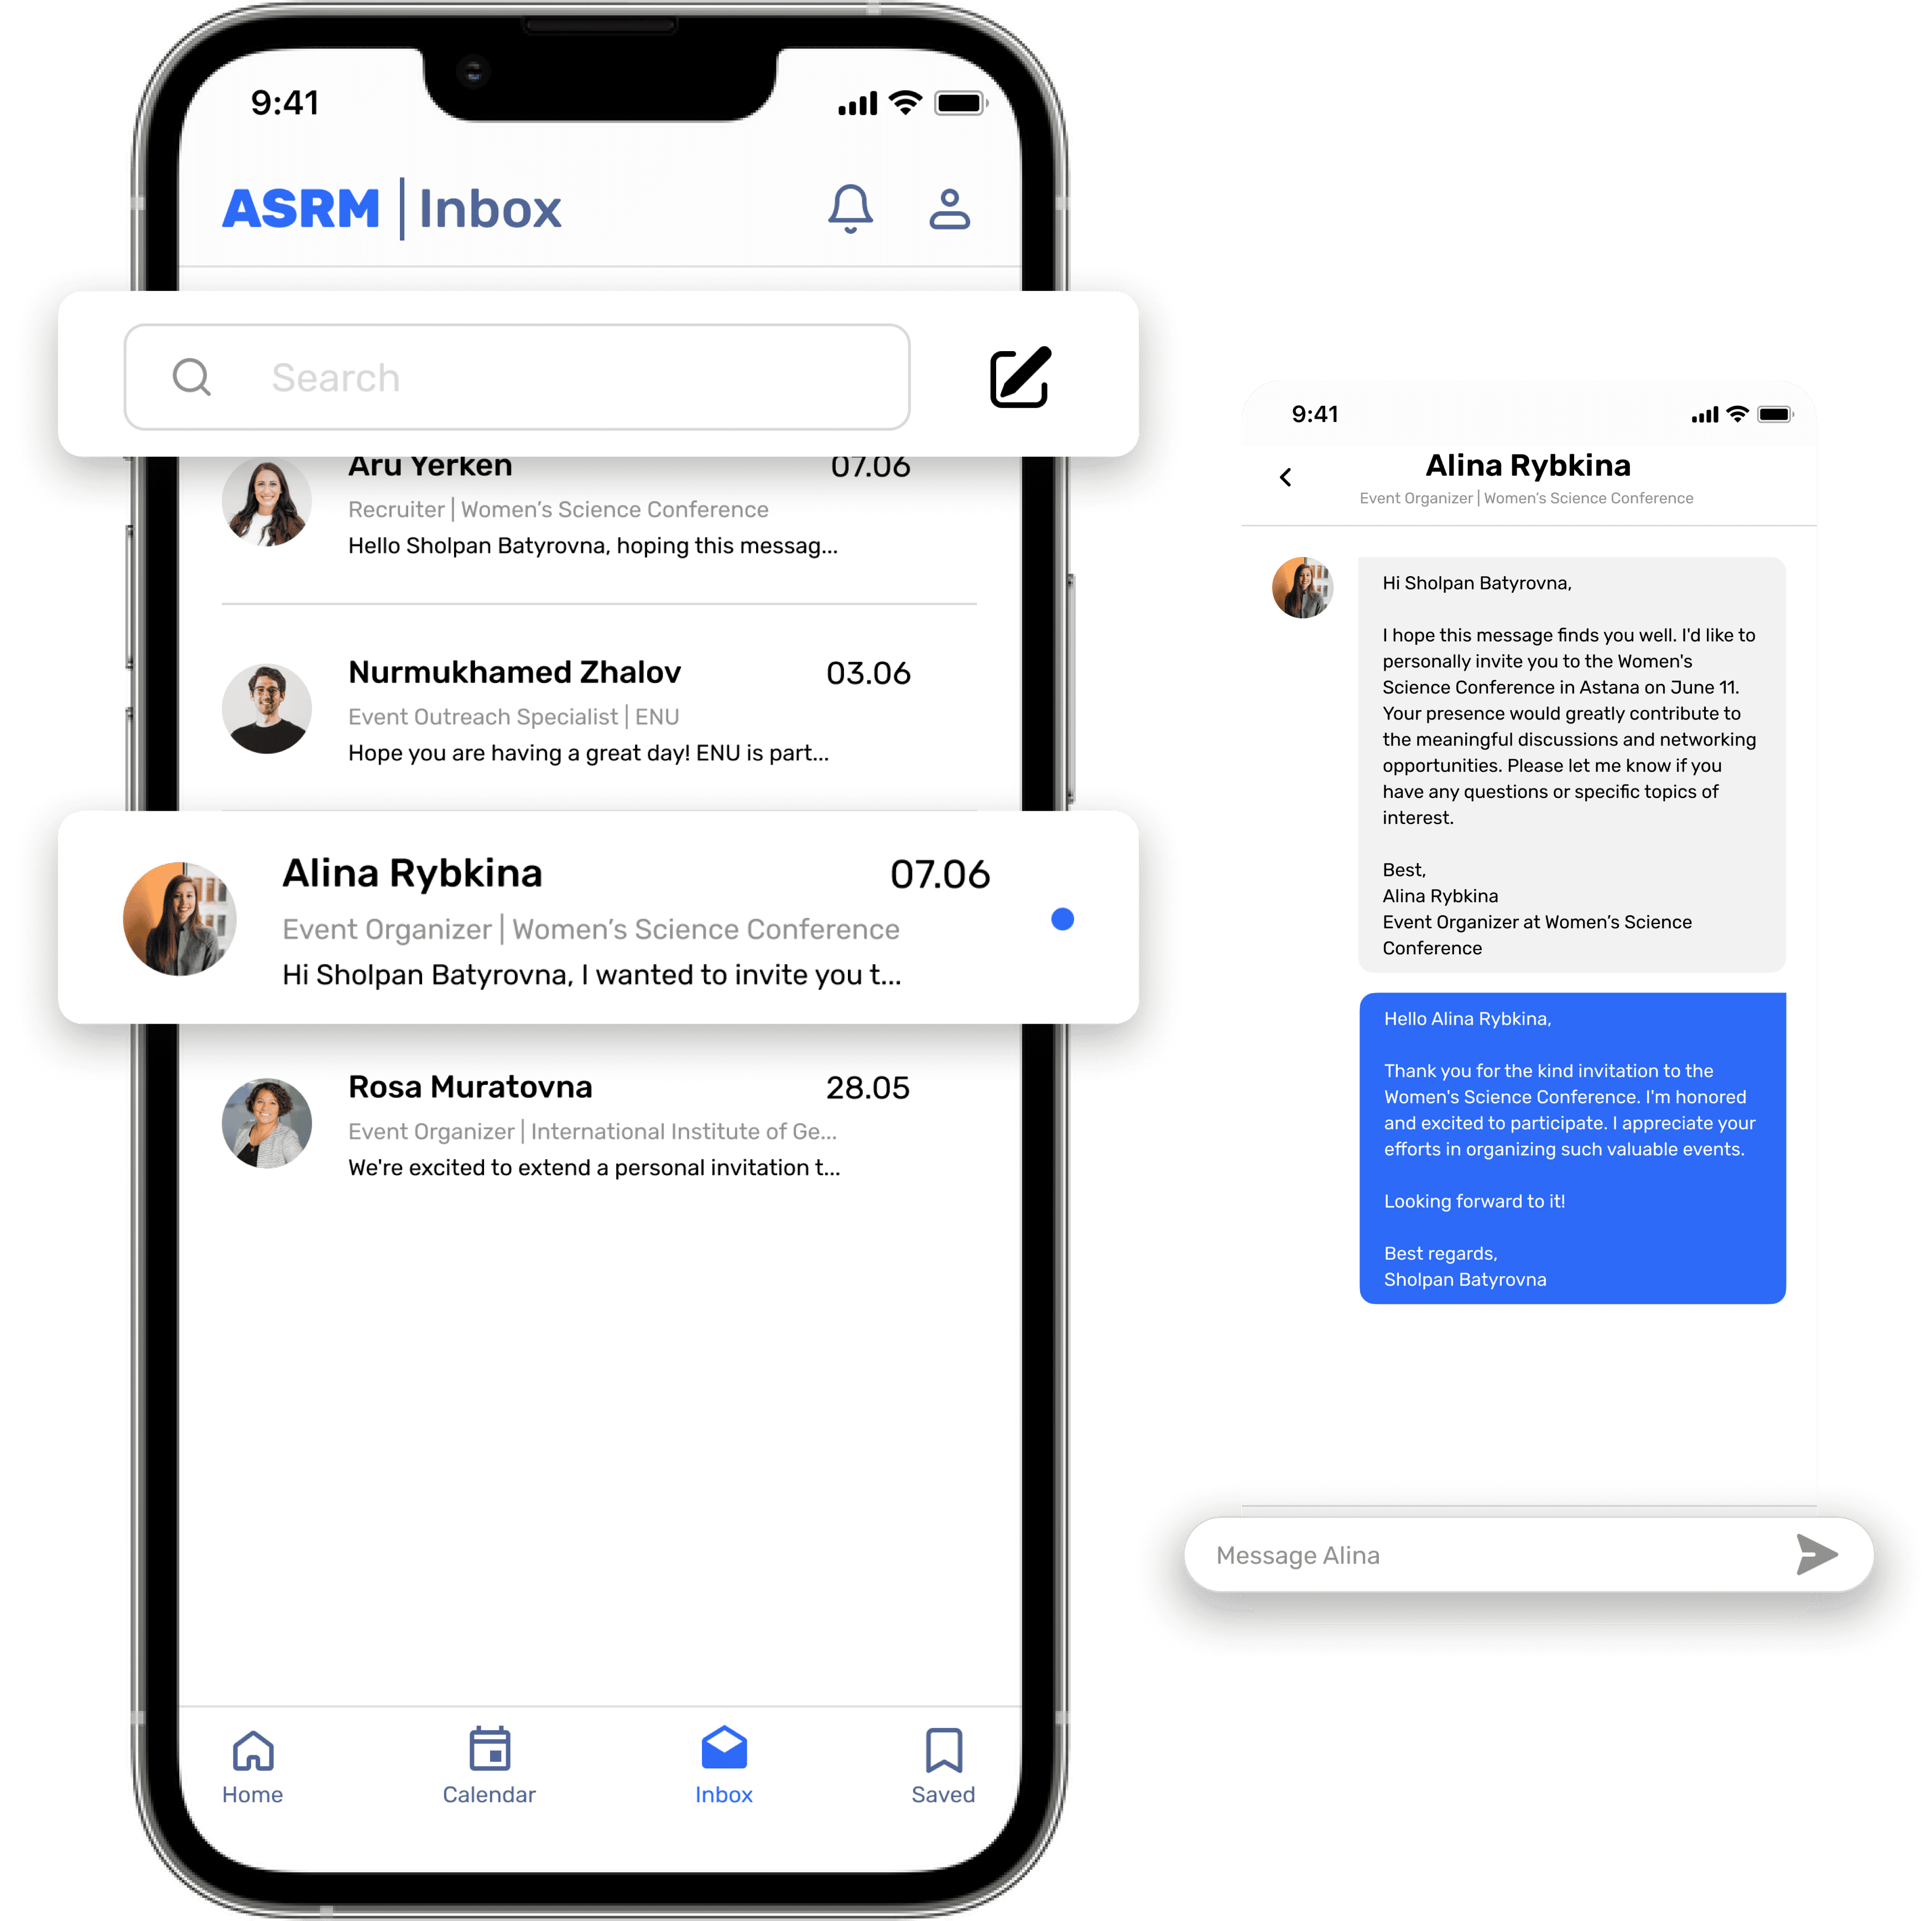 9:41
ASRM | Inbox
Search
Aru Yerken 07.06
Recruiter | Women’s Science Conference
Hello Sholpan Batyrovna, hoping this messag...
Nurmukhamed Zhalov 03.06
Event Outreach Specialist | ENU
Hope you are having a great day! ENU is part...
Alina Rybkina 07.06
Event Organizer | Women’s Science Conference
Hi Sholpan Batyrovna, I wanted to invite you t...
Rosa Muratovna 28.05
Event Organizer | International Institute of Ge...
We're excited to extend a personal invitation t...
Home Calendar Inbox Saved
9:41
Alina Rybkina
Event Organizer | Women’s Science Conference
Hi Sholpan Batyrovna,
I hope this message finds you well. I'd like to
personally invite you to the Women's
Science Conference in Astana on June 11.
Your presence would greatly contribute to
the meaningful discussions and networking
opportunities. Please let me know if you
have any questions or specific topics of
interest.
Best,
Alina Rybkina
Event Organizer at Women’s Science
Conference
Hello Alina Rybkina,
Thank you for the kind invitation to the
Women's Science Conference. I'm honored
and excited to participate. I appreciate your
efforts in organizing such valuable events.
Looking forward to it!
Best regards,
Sholpan Batyrovna
Message Alina